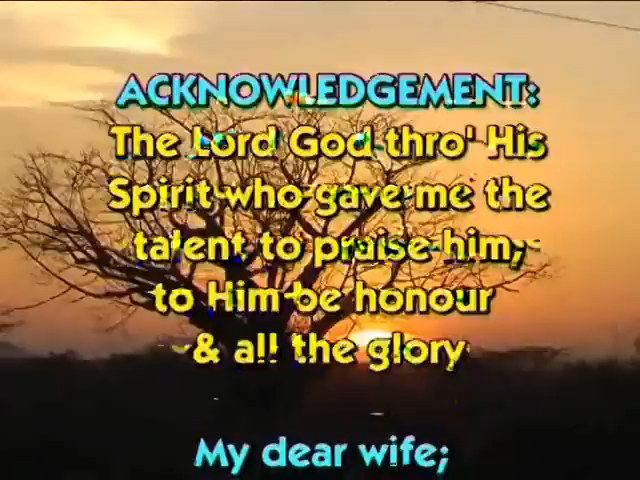 ACKNOWLEDGEMENT:
The Lord God thro' His
Spirit who gave me the
talent to praise him,
to Him be honour
& all the glory
My dear wife;